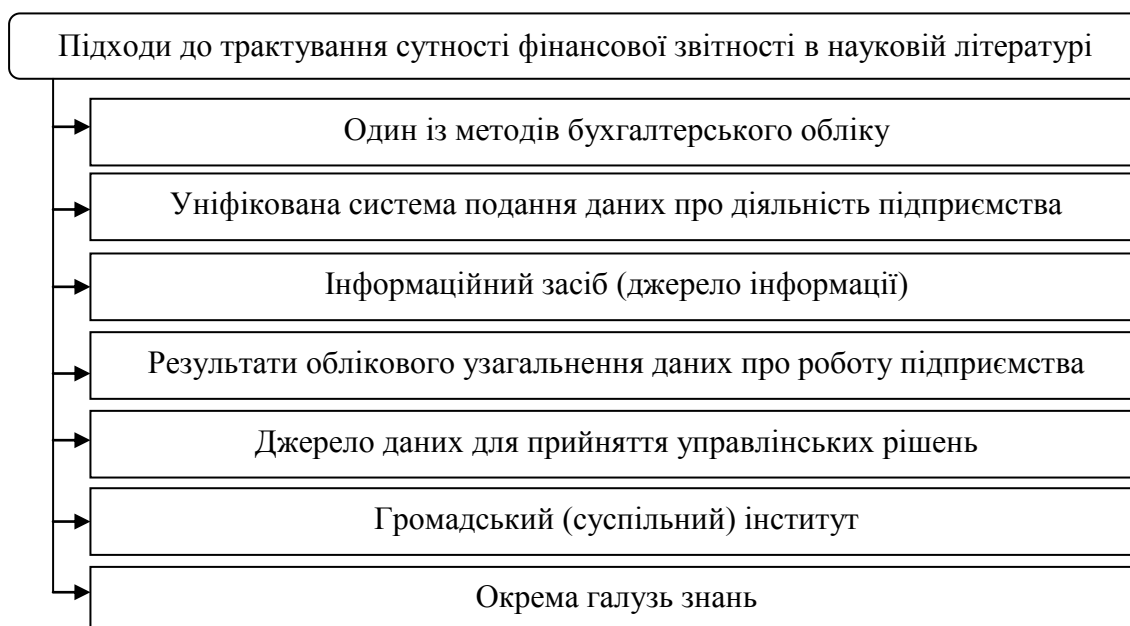 Підходи до трактування сутності фінансової звітності в науковій літературі
Один із методів бухгалтерського обліку
Уніфікована система подання даних про діяльність підприємства
Інформаційний засіб (джерело інформації)
Результати облікового узагальнення даних про роботу підприємства
Джерело даних для прийняття управлінських рішень
Громадський (суспільний) інститут
Окрема галузь знань